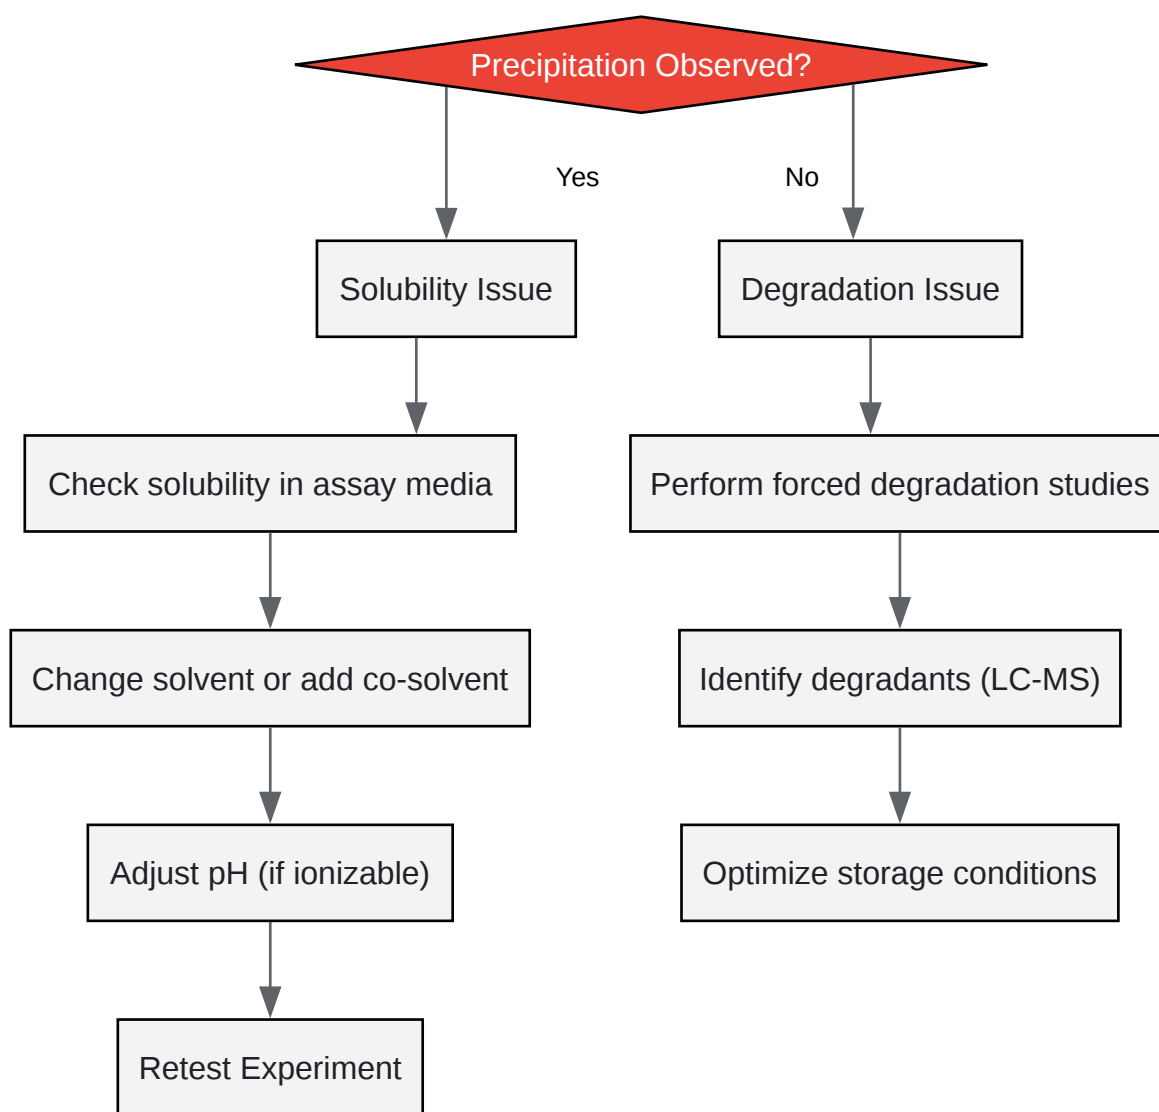 Precipitation Observed?
Yes
No
Solubility Issue
Degradation Issue
Check solubility in assay media
Perform forced degradation studies
Change solvent or add co-solvent
Identify degradants (LC-MS)
Adjust pH (if ionizable)
Optimize storage conditions
Retest Experiment